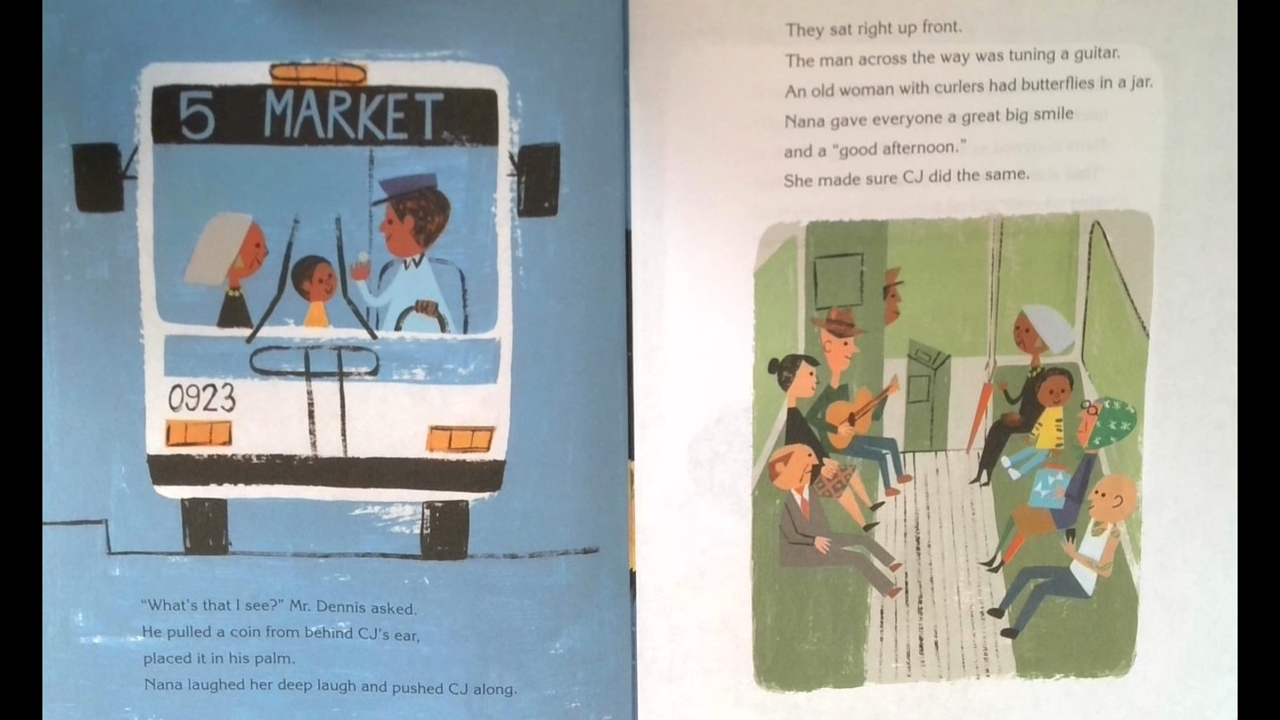 5 MARKET
0923
“What’s that I see?” Mr. Dennis asked.
He pulled a coin from behind CJ’s ear,
placed it in his palm.
Nana laughed her deep laugh and pushed CJ along.
They sat right up front.
The man across the way was tuning a guitar.
An old woman with curlers had butterflies in a jar.
Nana gave everyone a great big smile
and a “good afternoon.”
She made sure CJ did the same.